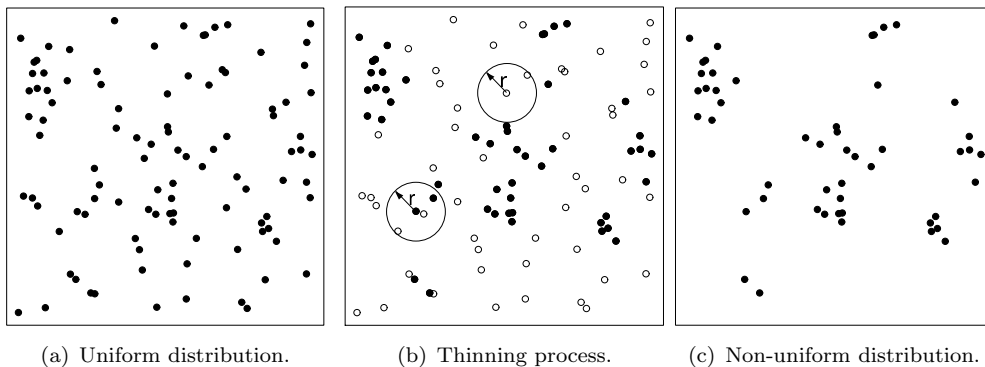 r
r
(a) Uniform distribution.
(b) Thinning process.
(c) Non-uniform distribution.